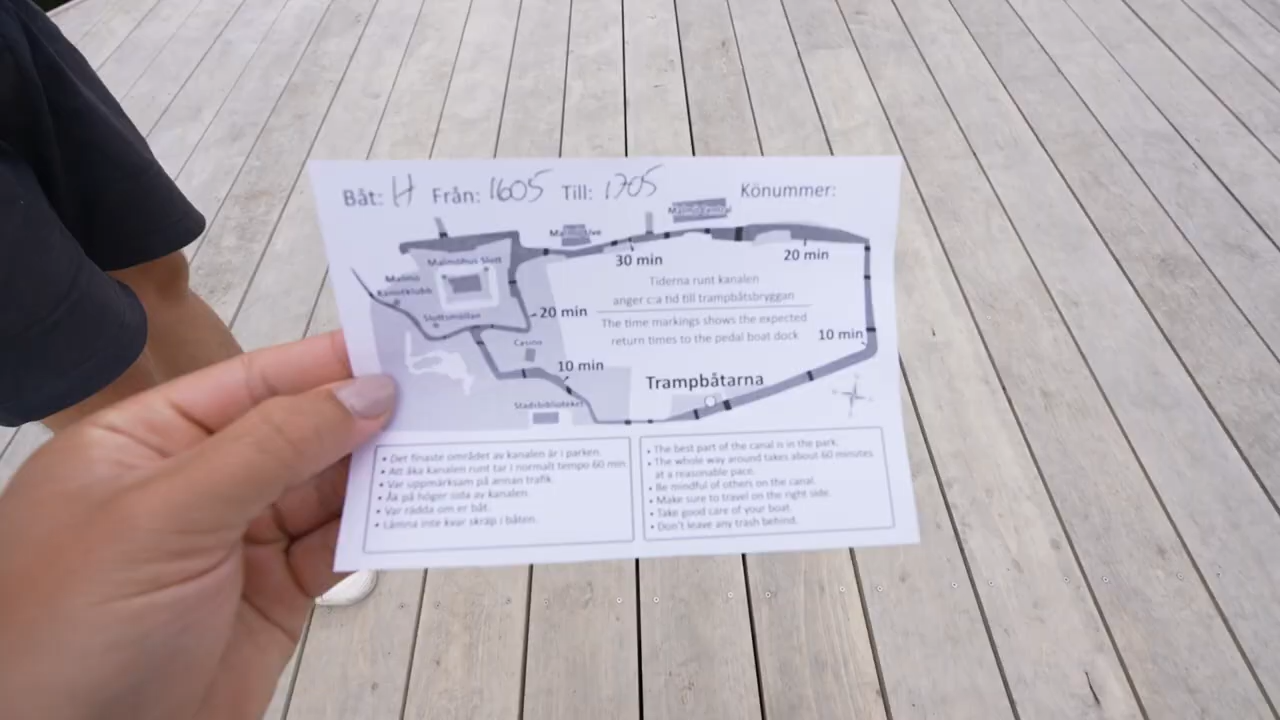 Båt: H Från: 1605 Till: 1705 Könummer:
Malmö Central
Malmö Live
30 min
20 min
Malmöhus Slott
Malmö
Kanotklubb
Slottsmöllan
Tiderna runt kanalen
anger c:a tid till trampbåtsbryggan
The time markings shows the expected
return times to the pedal boat dock
20 min
10 min
Casino
10 min
Trampbåtarna
Stadsbiblioteket
• Det finaste området av kanalen är i parken.
• Att åka kanalen runt tar i normalt tempo 60 min.
• Var uppmärksam på annan trafik.
• Åk på höger sida av kanalen.
• Var rädda om er båt.
• Lämna inte kvar skräp i båten.
• The best part of the canal is in the park.
• The whole way around takes about 60 minutes
at a reasonable pace.
• Be mindful of others on the canal.
• Make sure to travel on the right side.
• Take good care of your boat.
• Don't leave any trash behind.